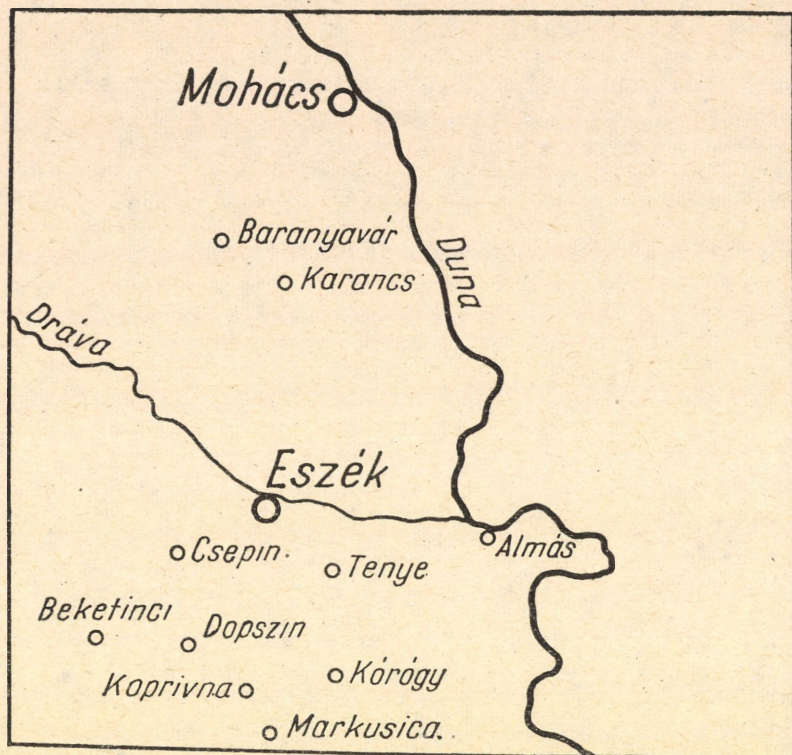 Mohács
Baranyavár
Duna
Karancs
Dráva
Eszék
Csepin.
Tenye
Almás
Beketinci
Dopszin
Koprivna
Kórógy
Markusica.